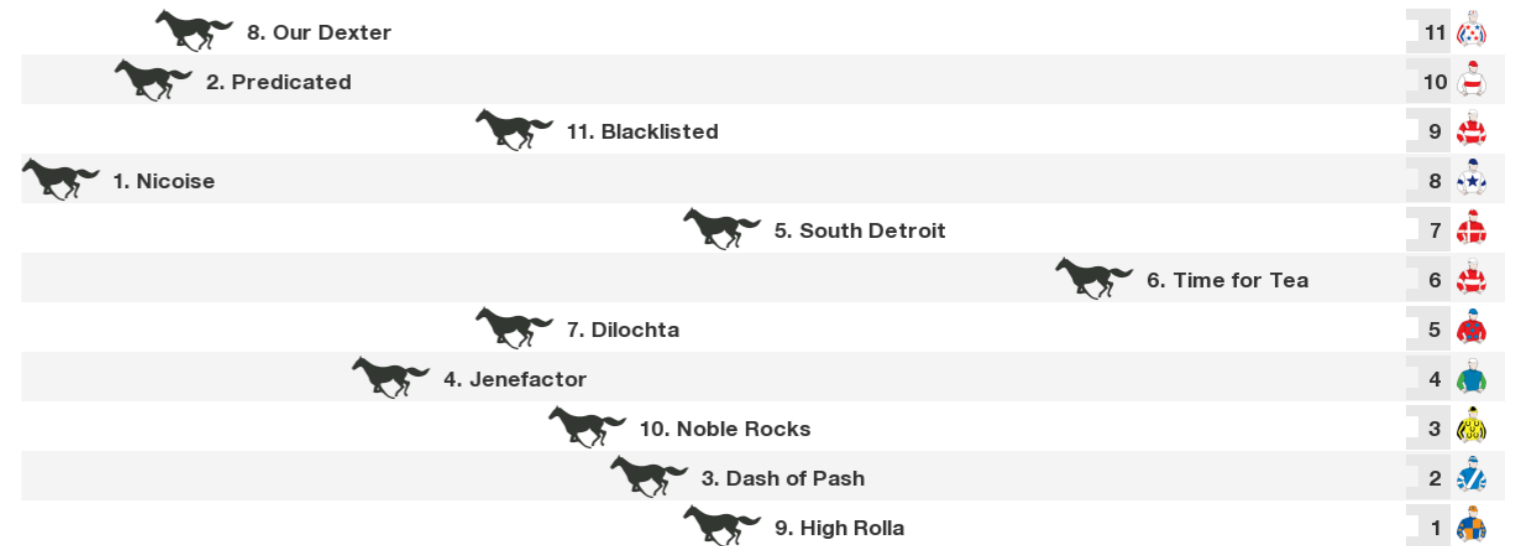 8. Our Dexter 11
2. Predicated 10
11. Blacklisted 9
1. Nicoise 8
5. South Detroit 7
6. Time for Tea 6
7. Dilochta 5
4. Jenefactor 4
10. Noble Rocks 3
3. Dash of Pash 2
9. High Rolla 1